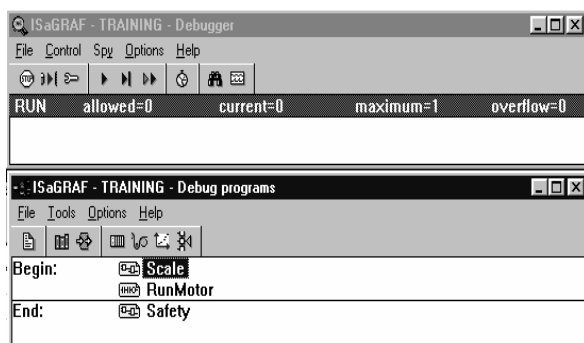 ISaGRAF - TRAINING - Debugger
File Control Spy Options Help
STOP
RUN allowed=0 current=0 maximum=1 overflow=0
ISaGRAF - TRAINING - Debug programs
File Tools Options Help
Begin: Scale
RunMotor
End: Safety